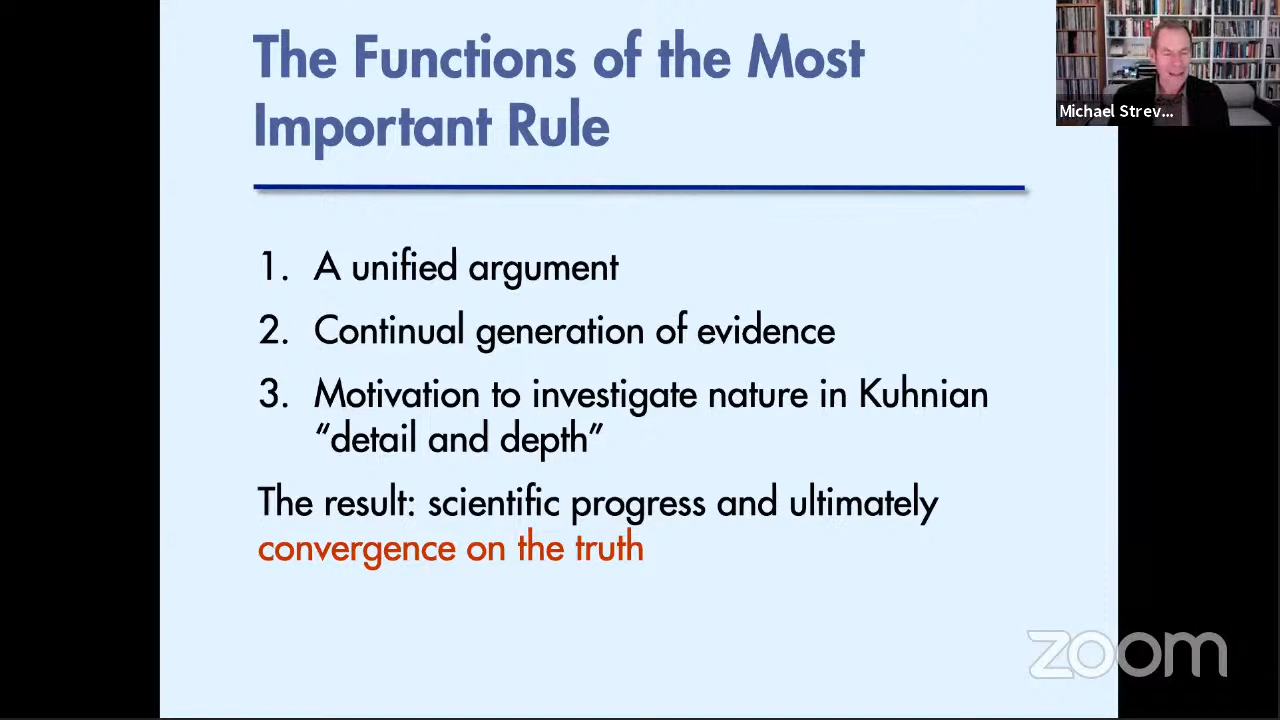 The Functions of the Most
Important Rule
Michael Strev...
1. A unified argument
2. Continual generation of evidence
3. Motivation to investigate nature in Kuhnian
“detail and depth”
The result: scientific progress and ultimately
convergence on the truth
zoom